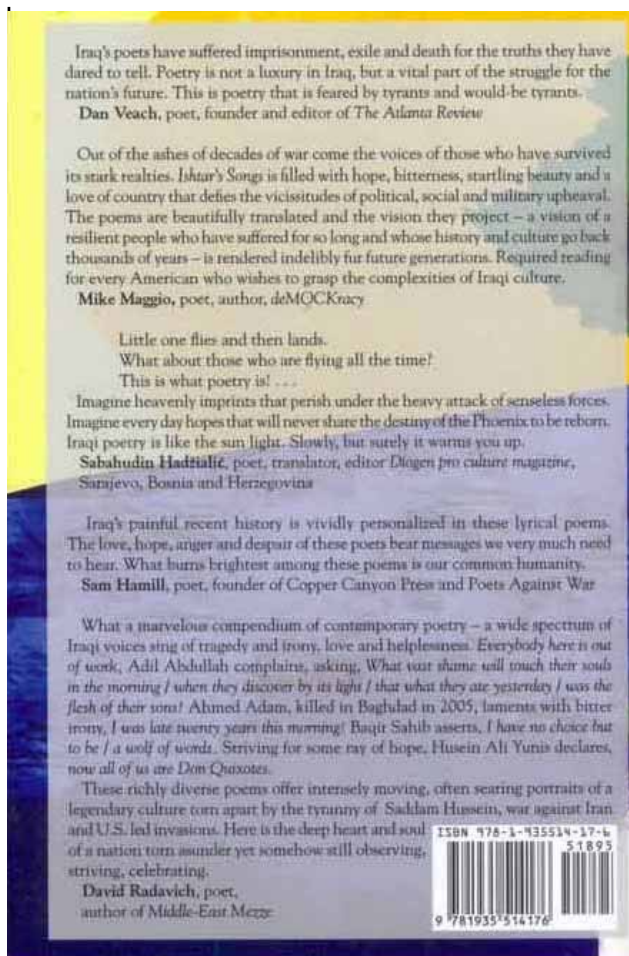 Iraq's poets have suffered imprisonment, exile and death for the truths they have
dared to tell. Poetry is not a luxury in Iraq, but a vital part of the struggle for the
nation's future. This is poetry that is feared by tyrants and would-be tyrants.
Dan Veach, poet, founder and editor of The Atlanta Review
Out of the ashes of decades of war come the voices of those who have survived
its stark realties. Ishtar's Songs is filled with hope, bitterness, startling beauty and a
love of country that defies the vicissitudes of political, social and military upheaval.
The poems are beautifully translated and the vision they project – a vision of a
resilient people who have suffered for so long and whose history and culture go back
thousands of years – is rendered indelibly fur future generations. Required reading
for every American who wishes to grasp the complexities of Iraqi culture.
Mike Maggio, poet, author, deMOCKracy
Little one flies and then lands.
What about those who are flying all the time?
This is what poetry is! . . .
Imagine heavenly imprints that perish under the heavy attack of senseless forces.
Imagine every day hopes that will never share the destiny of the Phoenix to be reborn.
Iraqi poetry is like the sun light. Slowly, but surely it warms you up.
Sabahudin Hadžialić, poet, translator, editor Diogen pro culture magazine,
Sarajevo, Bosnia and Herzegovina
Iraq's painful recent history is vividly personalized in these lyrical poems.
The love, hope, anger and despair of these poets bear messages we very much need
to hear. What burns brightest among these poems is our common humanity.
Sam Hamill, poet, founder of Copper Canyon Press and Poets Against War
What a marvelous compendium of contemporary poetry – a wide spectrum of
Iraqi voices sing of tragedy and irony, love and helplessness. Everybody here is out
of work, Adil Abdullah complains, asking, What vast shame will touch their souls
in the morning / when they discover by its light / that what they ate yesterday / was the
flesh of their sons? Ahmed Adam, killed in Baghdad in 2005, laments with bitter
irony, I was late twenty years this morning! Baqir Sahib asserts, I have no choice but
to be / a wolf of words. Striving for some ray of hope, Husein Ali Yunis declares,
now all of us are Don Quixotes.
These richly diverse poems offer intensely moving, often searing portraits of a
legendary culture torn apart by the tyranny of Saddam Hussein, war against Iran
and U.S. led invasions. Here is the deep heart and soul
of a nation torn asunder yet somehow still observing,
striving, celebrating.
David Radavich, poet,
author of Middle-East Mezze
ISBN 978-1-935514-17-6
51895
9 781935 514176